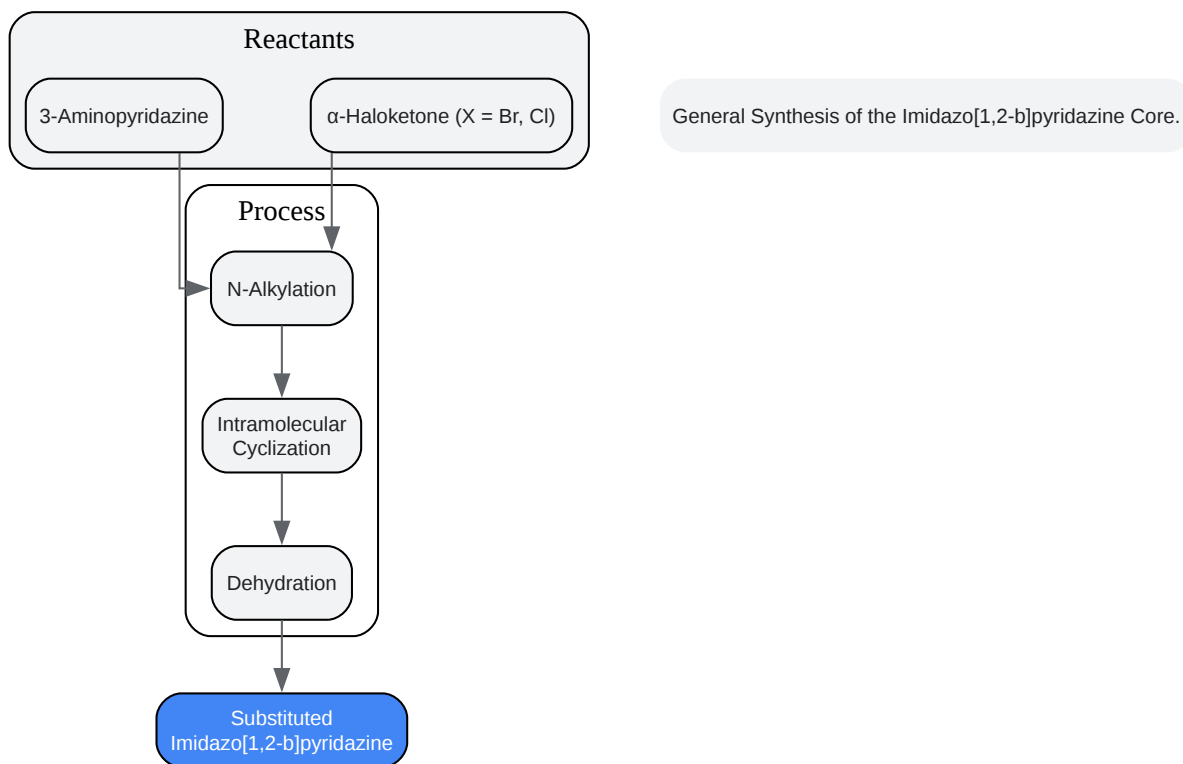 Reactants
3-Aminopyridazine
α-Haloketone (X = Br, Cl)
General Synthesis of the Imidazo[1,2-b]pyridazine Core.
Process
N-Alkylation
Intramolecular
Cyclization
Dehydration
Substituted
Imidazo[1,2-b]pyridazine